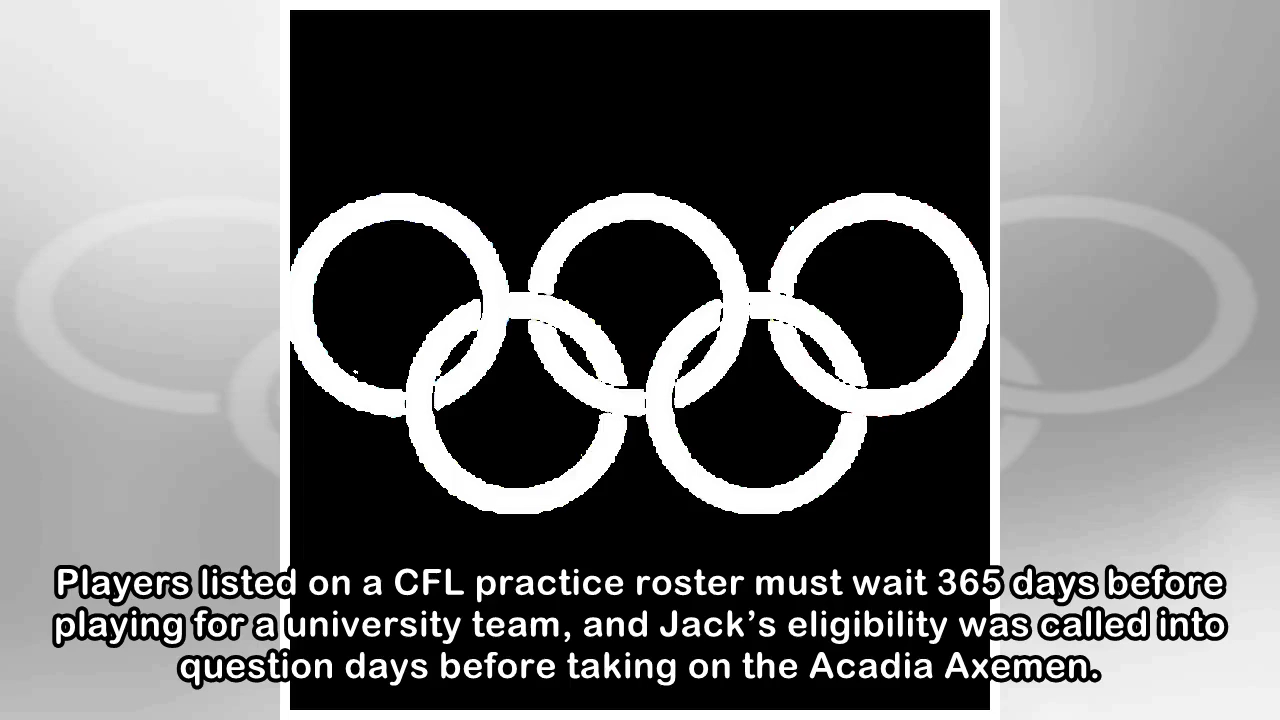 Players listed on a CFL practice roster must wait 365 days before
playing for a university team, and Jack’s eligibility was called into
question days before taking on the Acadia Axemen.